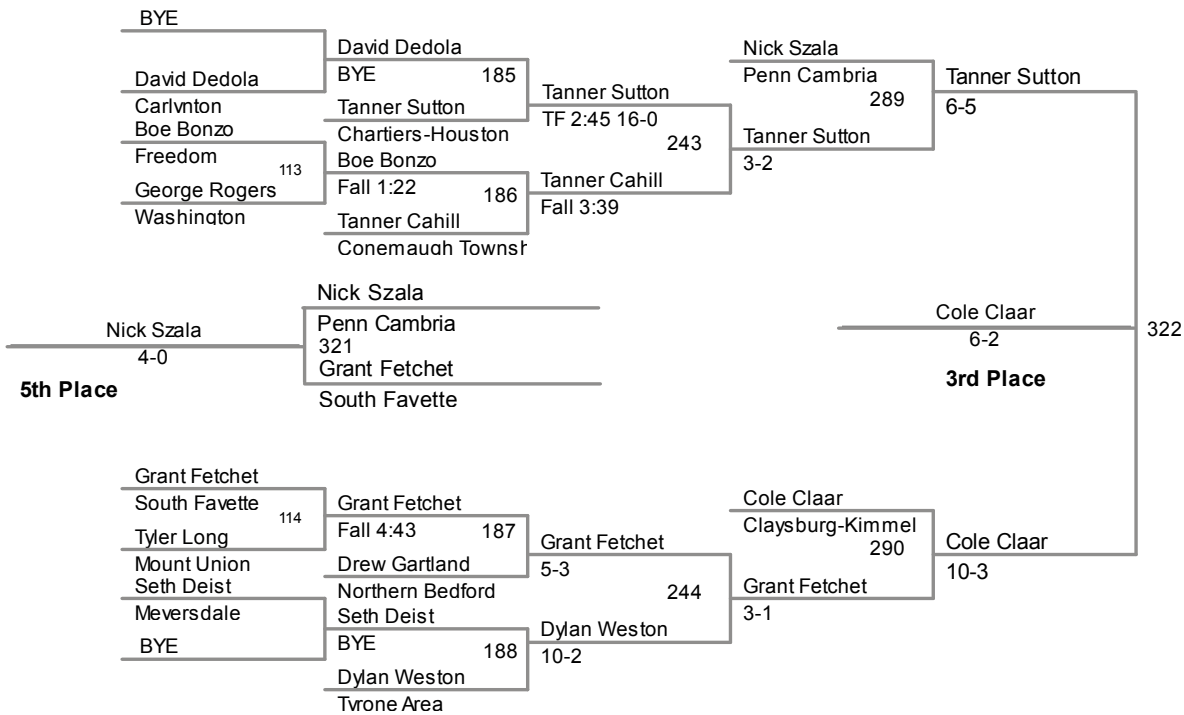 BYE
David Dedola
Carlynton
Boe Bonzo
Freedom
113
George Rogers
Washington
David Dedola
BYE
185
Tanner Sutton
Chartiers-Houston
Boe Bonzo
Fall 1:22
186
Tanner Cahill
Conemaugh Townsh
Tanner Sutton
TF 2:45 16-0
243
Tanner Cahill
Fall 3:39
Nick Szala
Penn Cambria
289
Tanner Sutton
3-2
Tanner Sutton
6-5
Nick Szala
4-0
5th Place
Nick Szala
Penn Cambria
321
Grant Fetchet
South Fayette
Cole Claar
6-2
322
3rd Place
Grant Fetchet
South Fayette
114
Tyler Long
Mount Union
Seth Deist
Meyersdale
BYE
Grant Fetchet
Fall 4:43
187
Drew Gartland
Northern Bedford
Seth Deist
BYE
188
Dylan Weston
Tyrone Area
Grant Fetchet
5-3
244
Dylan Weston
10-2
Cole Claar
Claysburg-Kimmel
290
Grant Fetchet
3-1
Cole Claar
10-3